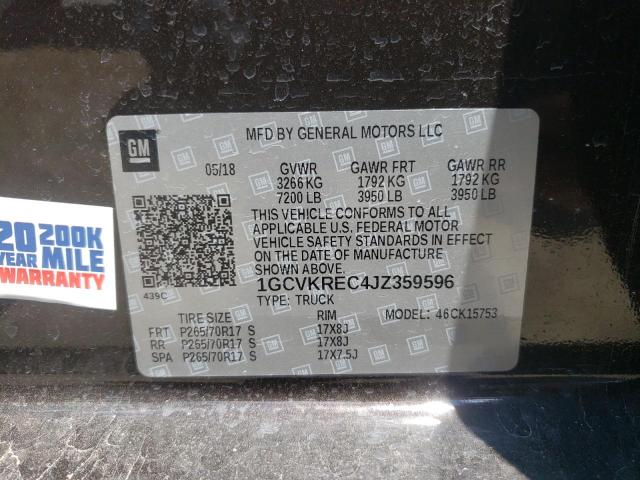 GM
MFD BY GENERAL MOTORS LLC
05/18 GVWR GAWR FRT GAWR RR
3266 KG 1792 KG 1792 KG
7200 LB 3950 LB 3950 LB
THIS VEHICLE CONFORMS TO ALL
APPLICABLE U.S. FEDERAL MOTOR
VEHICLE SAFETY STANDARDS IN EFFECT
ON THE DATE OF MANUFACTURE
SHOWN ABOVE.
439C
1GCVKREC4JZ359596
TYPE: TRUCK
TIRE SIZE RIM MODEL: 46CK15753
FRT P265/70R17 S 17X8J
RR P265/70R17 S 17X8J
SPA P265/70R17 S 17X7.5J
20 200K
YEAR MILE
WARRANTY